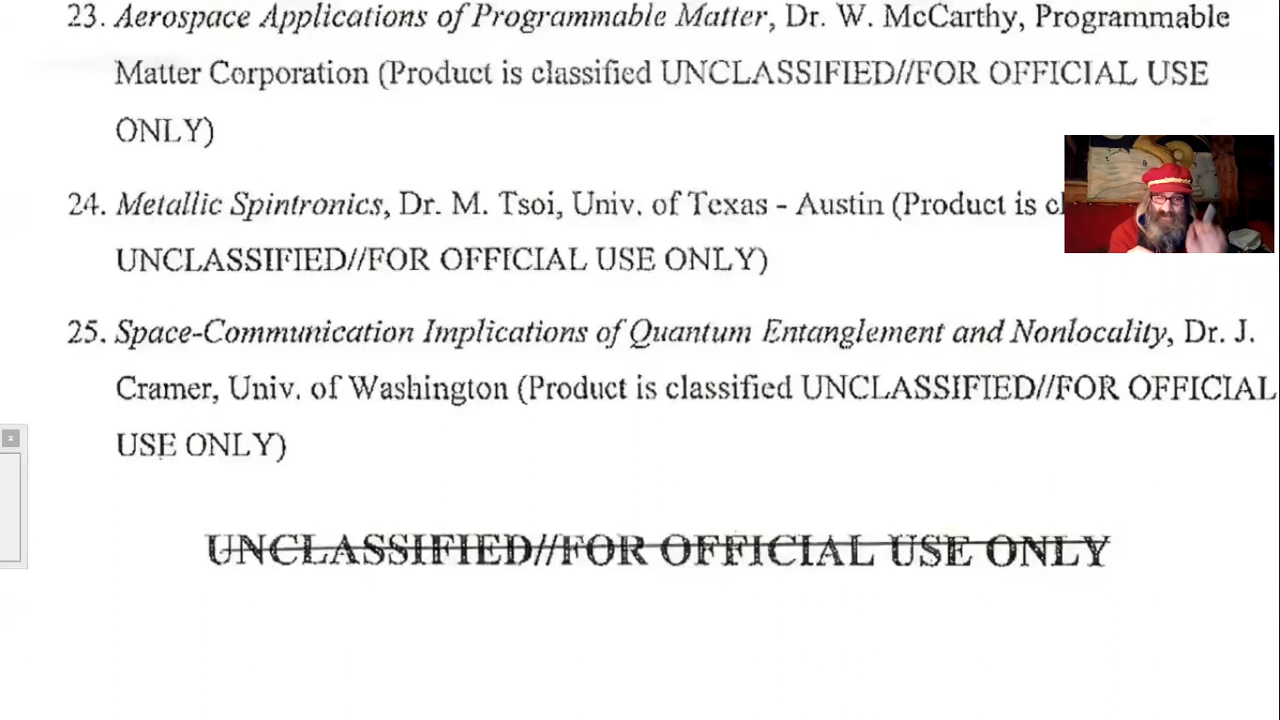 23. Aerospace Applications of Programmable Matter, Dr. W. McCarthy, Programmable
Matter Corporation (Product is classified UNCLASSIFIED//FOR OFFICIAL USE
ONLY)
24. Metallic Spintronics, Dr. M. Tsoi, Univ. of Texas - Austin (Product is cl
UNCLASSIFIED//FOR OFFICIAL USE ONLY)
25. Space-Communication Implications of Quantum Entanglement and Nonlocality, Dr. J.
Cramer, Univ. of Washington (Product is classified UNCLASSIFIED//FOR OFFICIAL
USE ONLY)
UNCLASSIFIED//FOR OFFICIAL USE ONLY